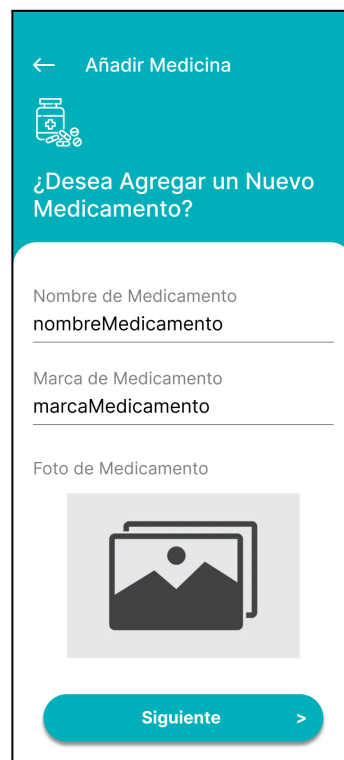 Añadir Medicina
¿Desea Agregar un Nuevo
Medicamento?
Nombre de Medicamento
nombreMedicamento
Marca de Medicamento
marcaMedicamento
Foto de Medicamento
Siguiente >